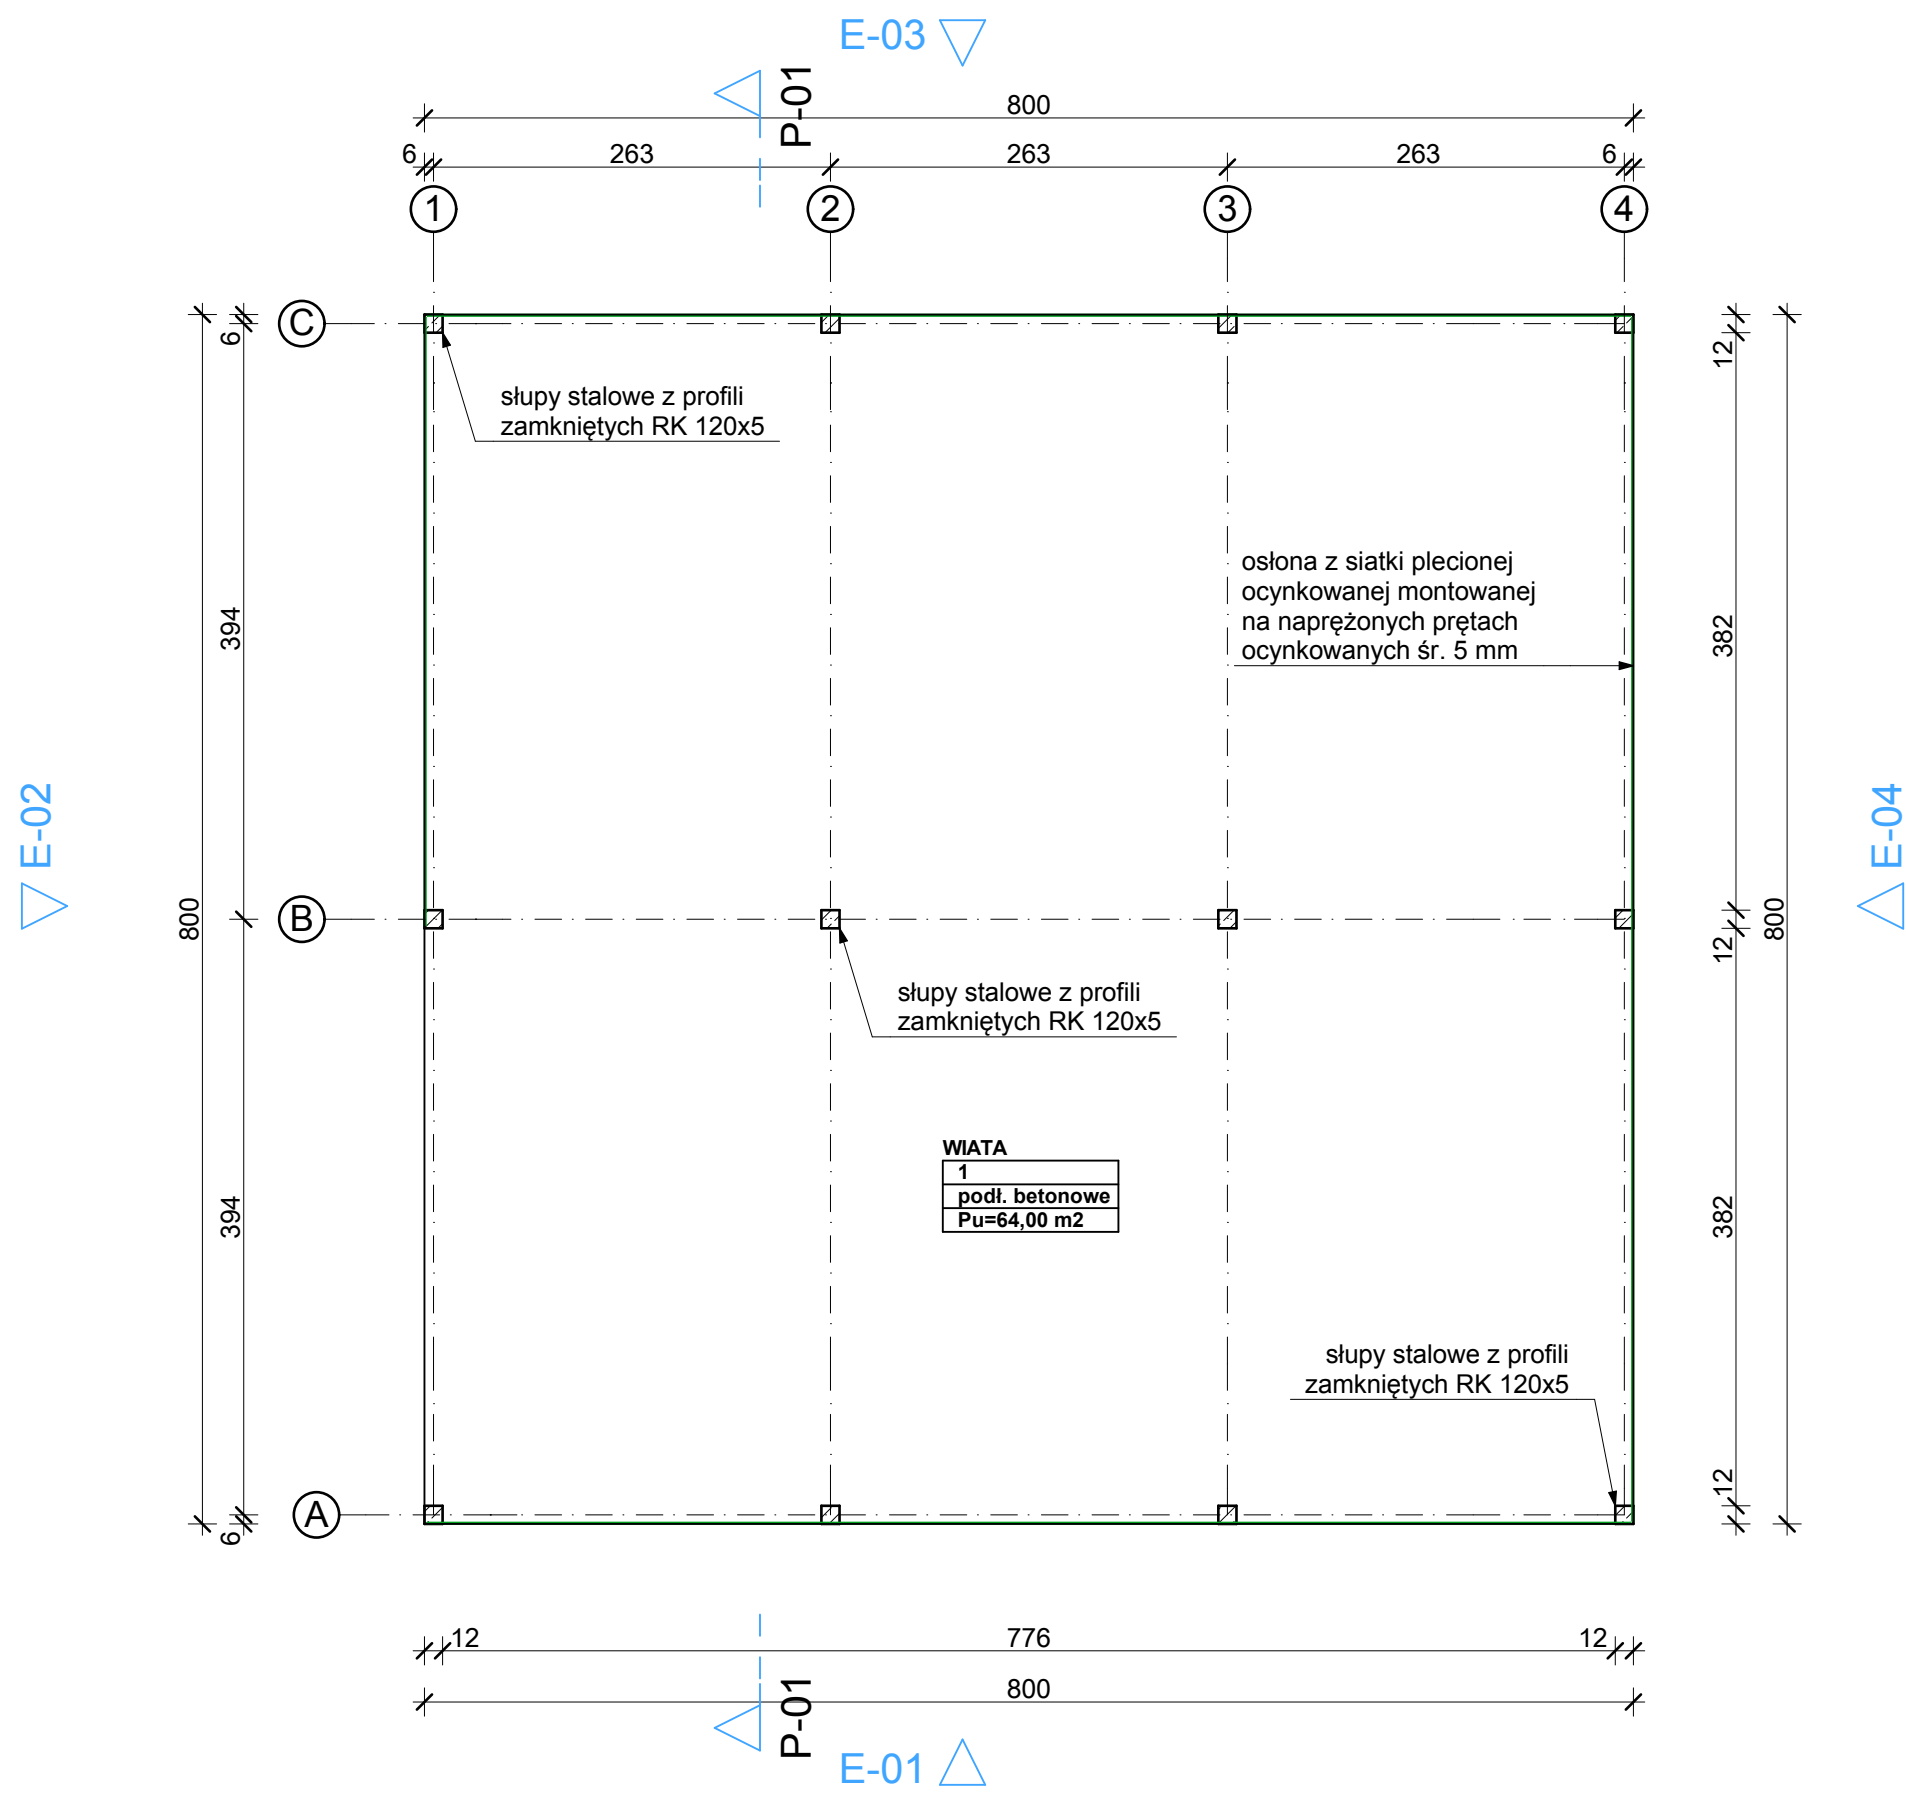 E-03
P-01
800
6
263
263
263
6
1
2
3
4
C
6
12
słupy stalowe z profili
zamkniętych RK 120x5
osłona z siatki plecionej
ocynkowanej montowanej
na naprężonych prętach
ocynkowanych śr. 5 mm
394
382
E-02
E-04
800
B
12
800
słupy stalowe z profili
zamkniętych RK 120x5
WIATA
1
podł. betonowe
Pu=64,00 m2
394
382
słupy stalowe z profili
zamkniętych RK 120x5
12
A
6
12
776
12
800
P-01
E-01